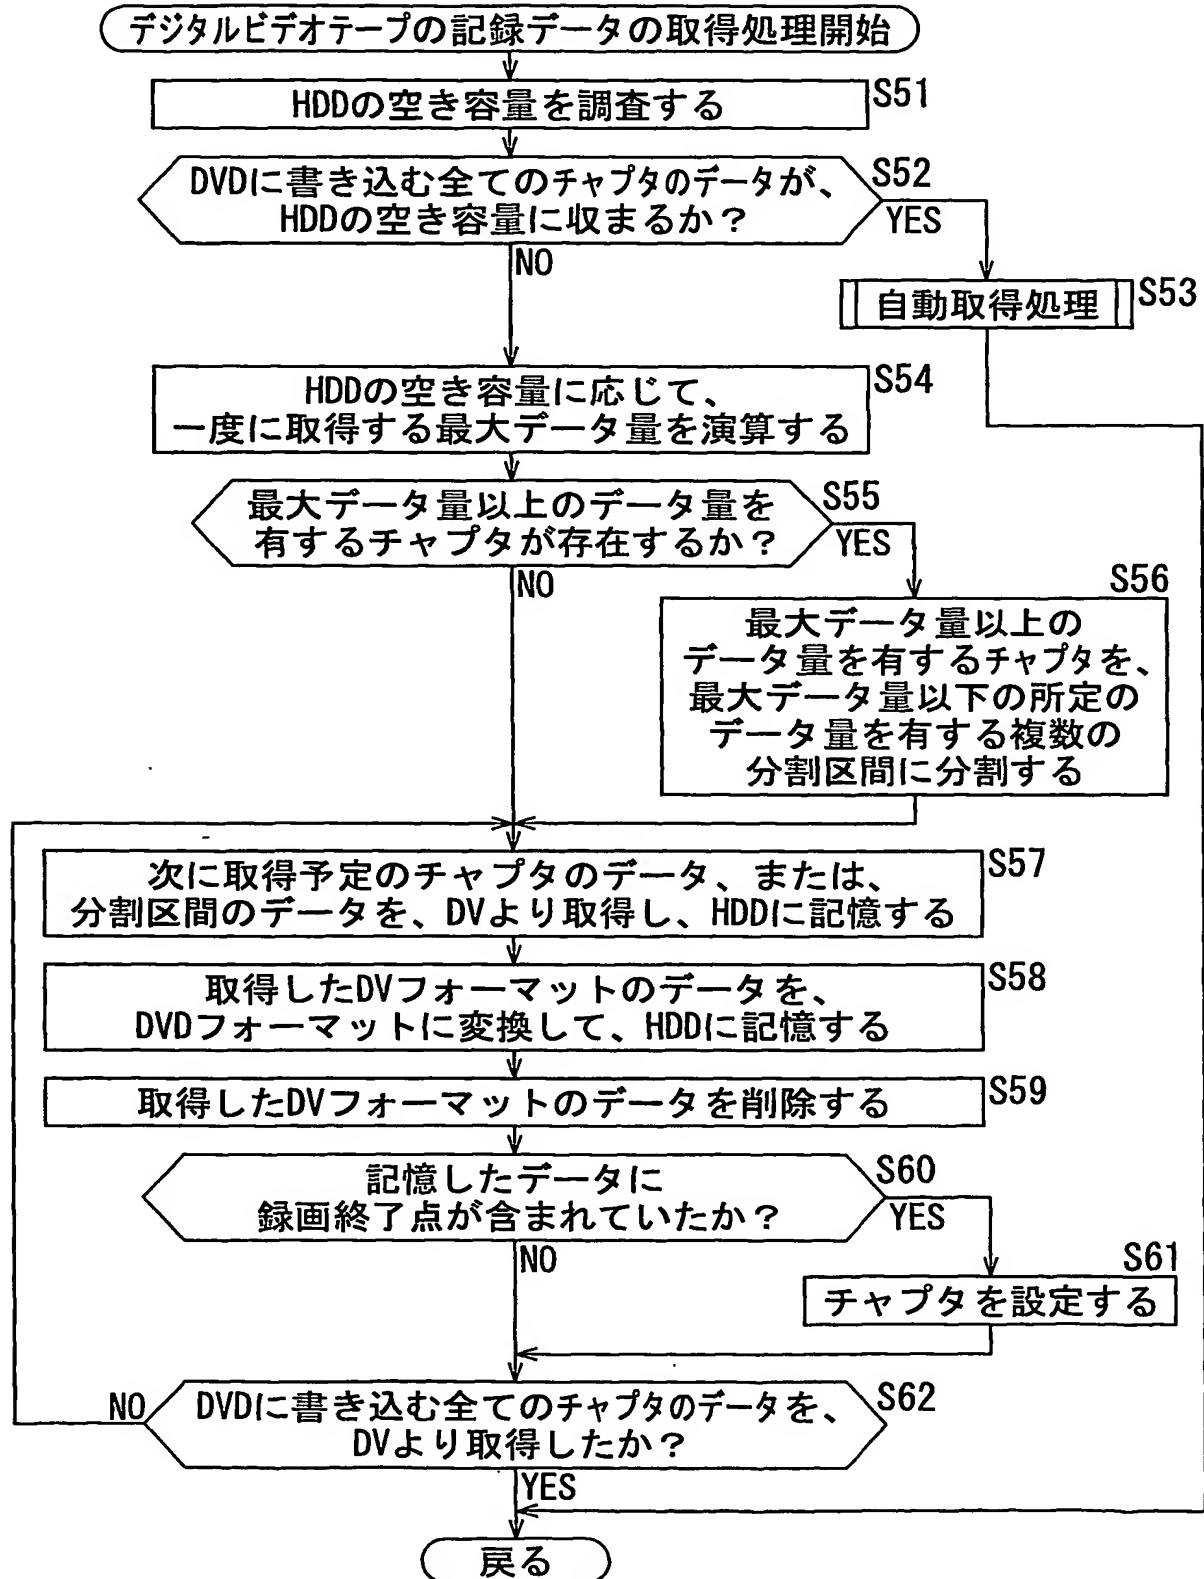 デジタルビデオテープの記録データの取得処理開始
HDDの空き容量を調査する
S51
DVDに書き込む全てのチャプタのデータが、
HDDの空き容量に収まるか？
S52
YES
NO
自動取得処理
S53
HDDの空き容量に応じて、
一度に取得する最大データ量を演算する
S54
最大データ量以上のデータ量を
有するチャプタが存在するか？
S55
YES
NO
S56
最大データ量以上の
データ量を有するチャプタを、
最大データ量以下の所定の
データ量を有する複数の
分割区間に分割する
次に取得予定のチャプタのデータ、または、
分割区間のデータを、DVより取得し、HDDに記憶する
S57
取得したDVフォーマットのデータを、
DVDフォーマットに変換して、HDDに記憶する
S58
取得したDVフォーマットのデータを削除する
S59
記憶したデータに
録画終了点が含まれていたか？
S60
YES
NO
S61
チャプタを設定する
DVDに書き込む全てのチャプタのデータを、
DVより取得したか？
S62
NO
YES
戻る